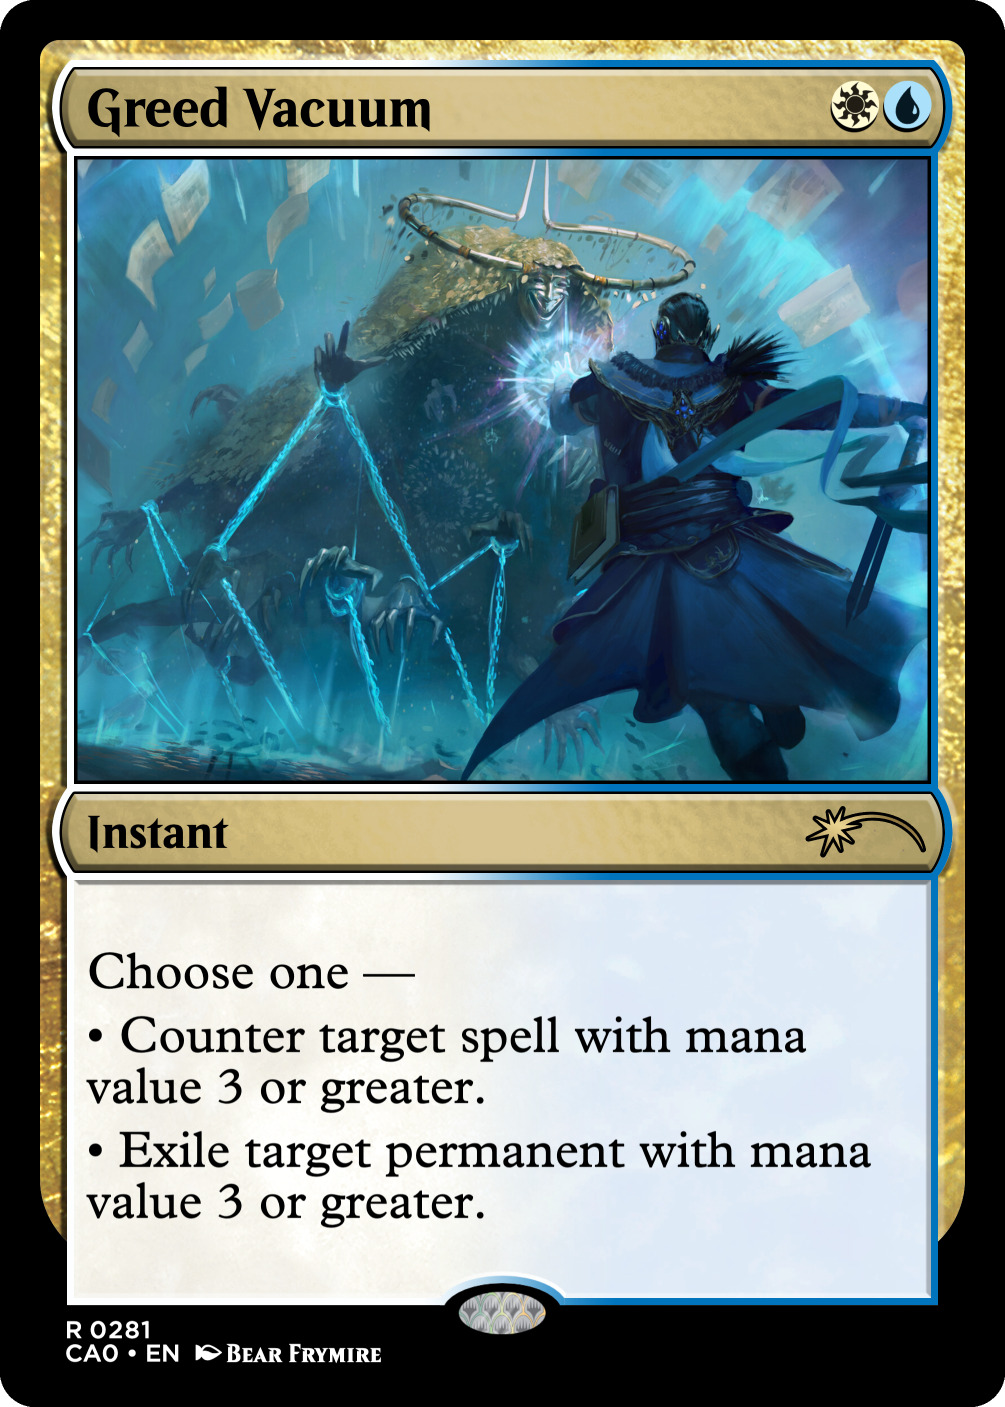 Greed Vacuum
Instant
Choose one —
• Counter target spell with mana
value 3 or greater.
• Exile target permanent with mana
value 3 or greater.
R 0281
CAO • EN BEAR FRYMIRE